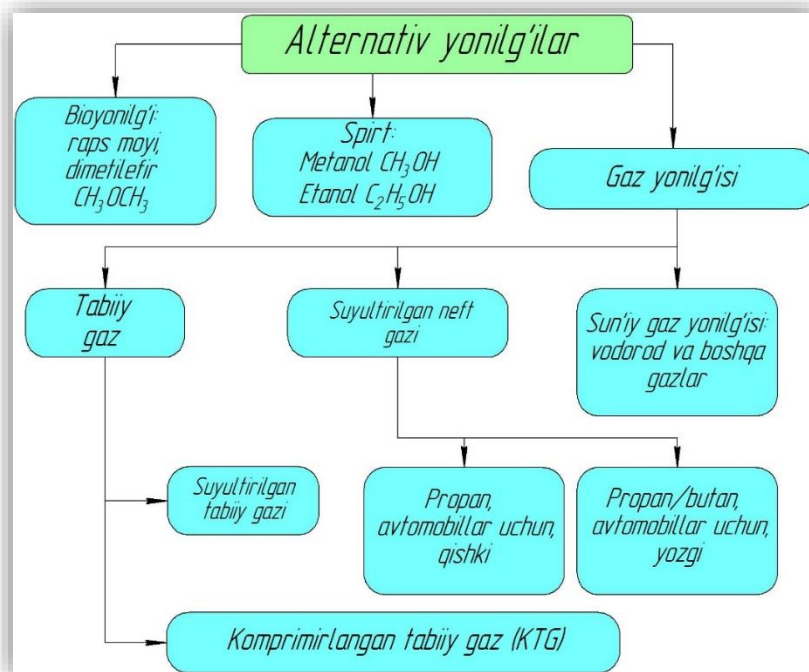 Alternativ yonilg'ilar
Bioyonilg'i:
raps moyi,
dimetilefir
CH₃OCH₃
Spirt:
Metanol CH₃OH
Etanol C₂H₅OH
Gaz yonilg'isi
Tabiiy
gaz
Suyultirilgan neft
gazi
Sun'iy gaz yonilg'isi:
vodorod va boshqa
gazlar
Suyultirilgan
tabiiy gazi
Propan,
avtomobillar uchun,
qishki
Propan/butan,
avtomobillar uchun,
yozgi
Komprimirlangan tabiiy gaz (KTG)